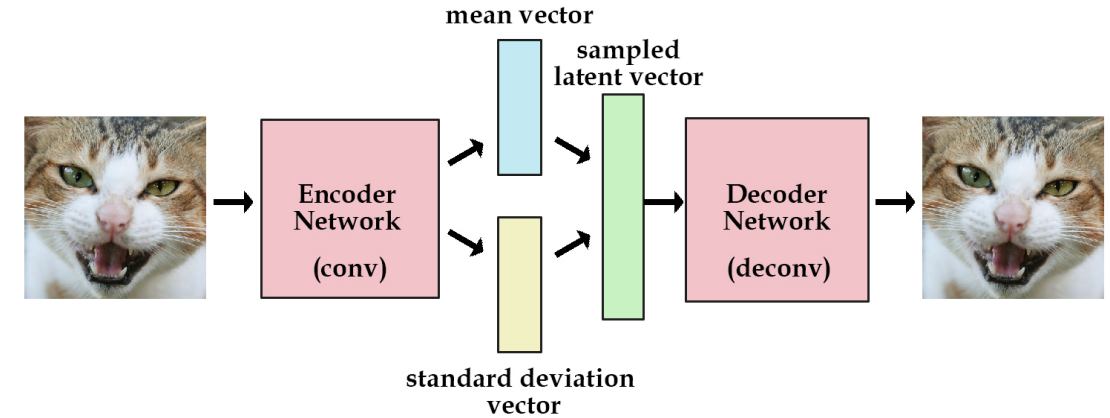 mean vector
sampled
latent vector
Encoder
Network
(conv)
Decoder
Network
(deconv)
standard deviation
vector